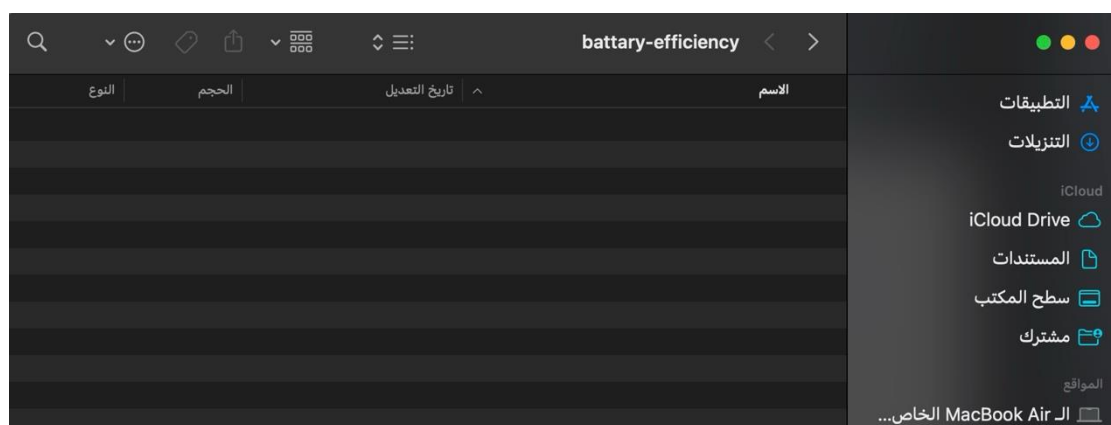 battary-efficiency
الاسم
تاريخ التعديل
الحجم
النوع
التطبيقات
التنزيلات
iCloud
iCloud Drive
المستندات
سطح المكتب
مشترك
المواقع
الـ MacBook Air الخاص...